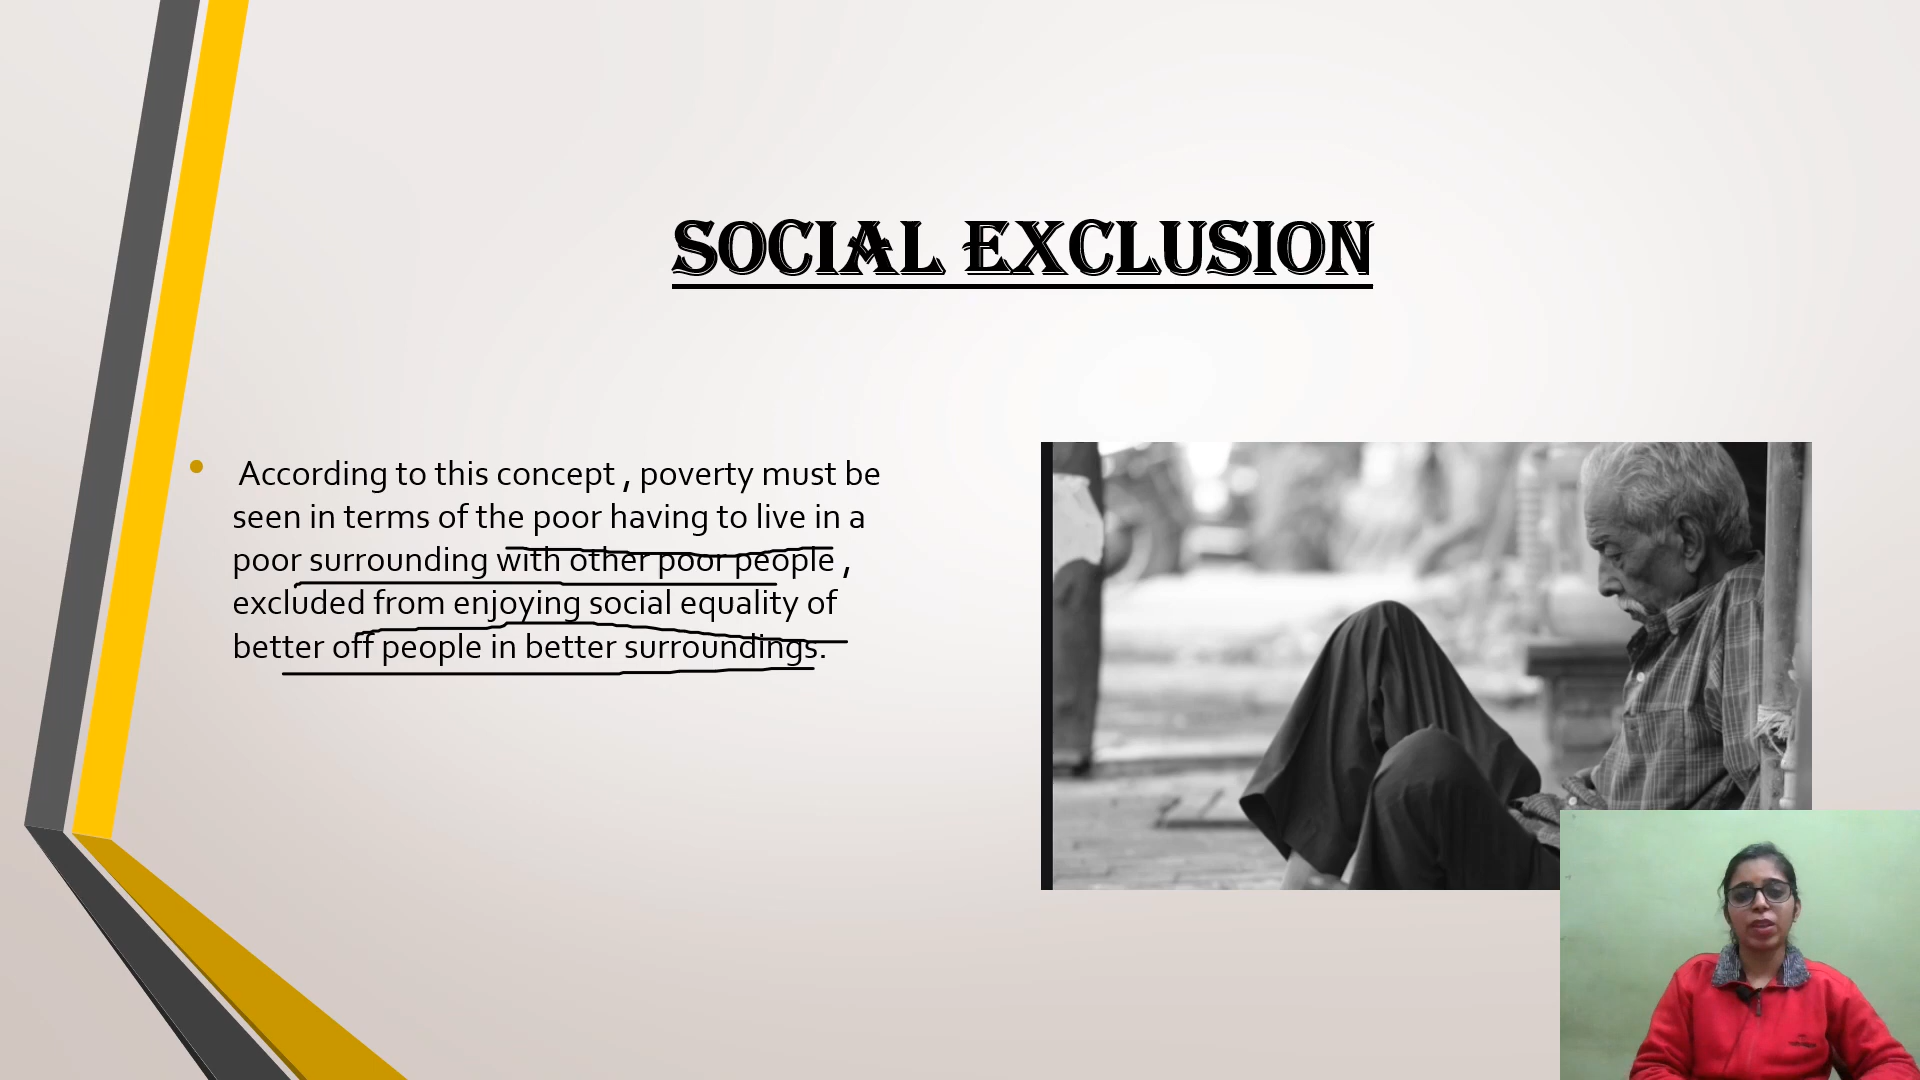 SOCIAL EXCLUSION
• According to this concept , poverty must be
seen in terms of the poor having to live in a
poor surrounding with other poor people ,
excluded from enjoying social equality of
better off people in better surroundings.